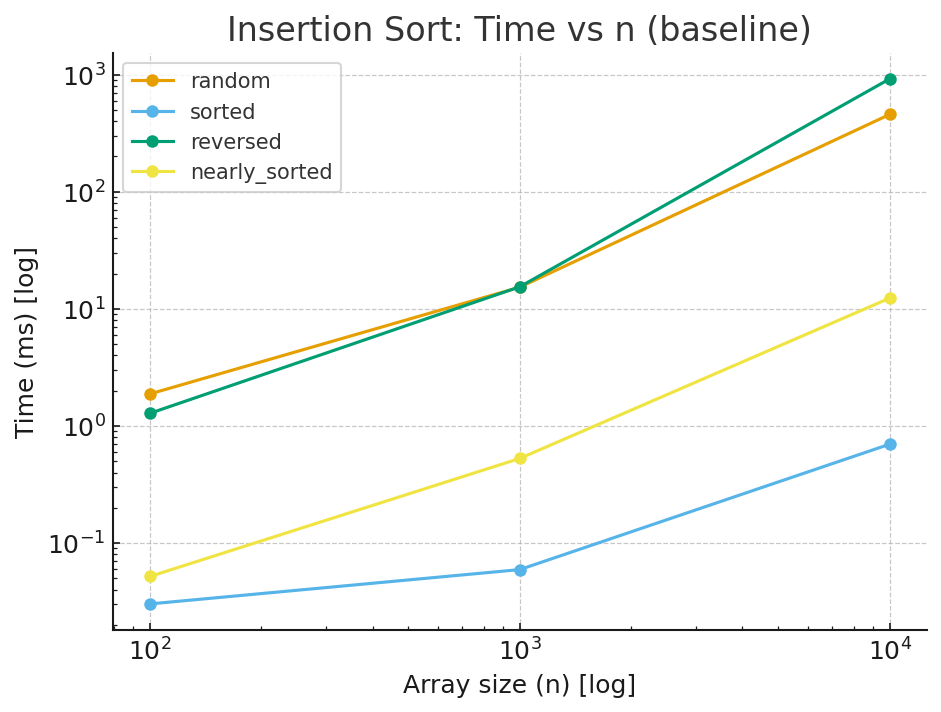 Insertion Sort: Time vs n (baseline)
random
sorted
reversed
nearly_sorted
10³
10²
10¹
10⁰
10⁻¹
Time (ms) [log]
10² 10³ 10⁴
Array size (n) [log]